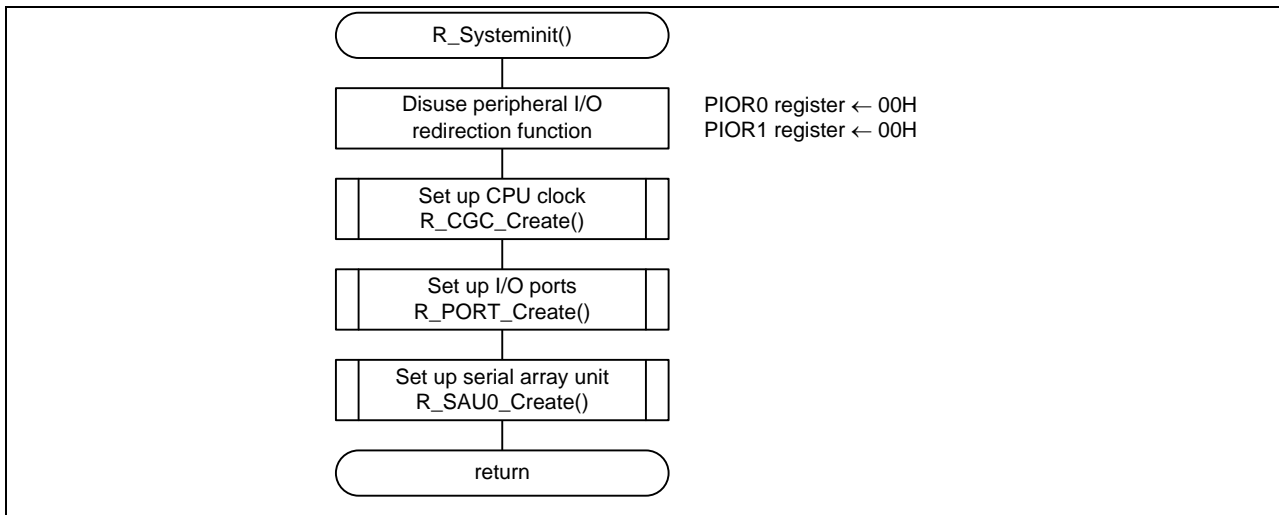 R_Systeminit()
Disuse peripheral I/O
redirection function
PIOR0 register ← 00H
PIOR1 register ← 00H
Set up CPU clock
R_CGC_Create()
Set up I/O ports
R_PORT_Create()
Set up serial array unit
R_SAU0_Create()
return